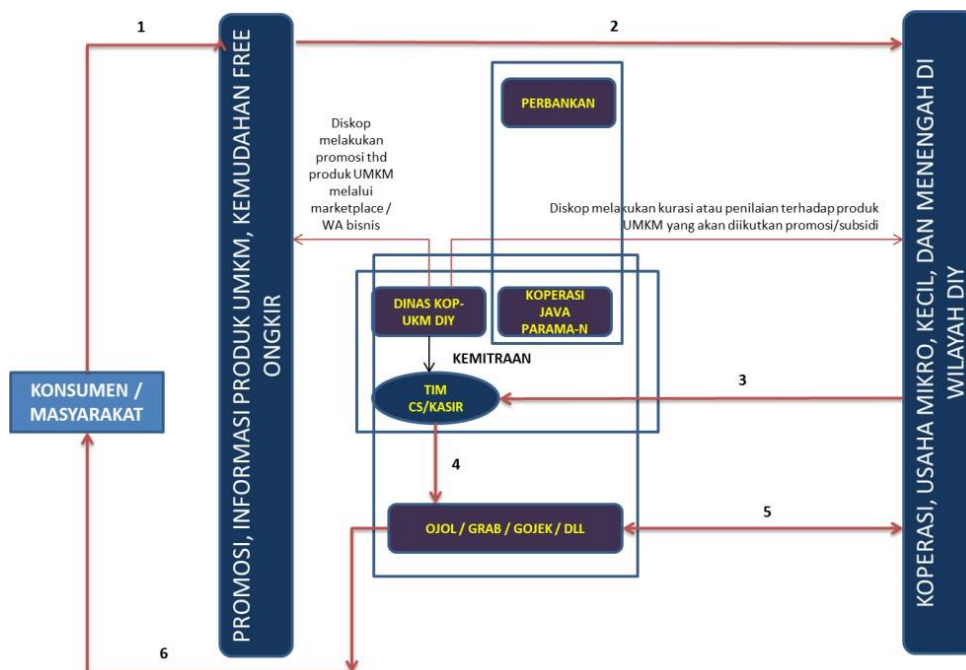 1
2
PROMOSI, INFORMASI PRODUK UMKM, KEMUDAHAN FREE
ONGKIR
PERBANKAN
Diskop
melakukan
promosi thd
produk UMKM
melalui
marketplace /
WA bisnis
Diskop melakukan kurasi atau penilaian terhadap produk
UMKM yang akan diikutkan promosi/subsidi
DINAS KOP-
UKM DIY
KOPERASI
JAVA
PARAMA-N
KEMITRAAN
TIM
CS/KASIR
3
KONSUMEN /
MASYARAKAT
4
OJOL / GRAB / GOJEK / DLL
5
6
KOPERASI, USAHA MIKRO, KECIL, DAN MENENGAH DI
WILAYAH DIY